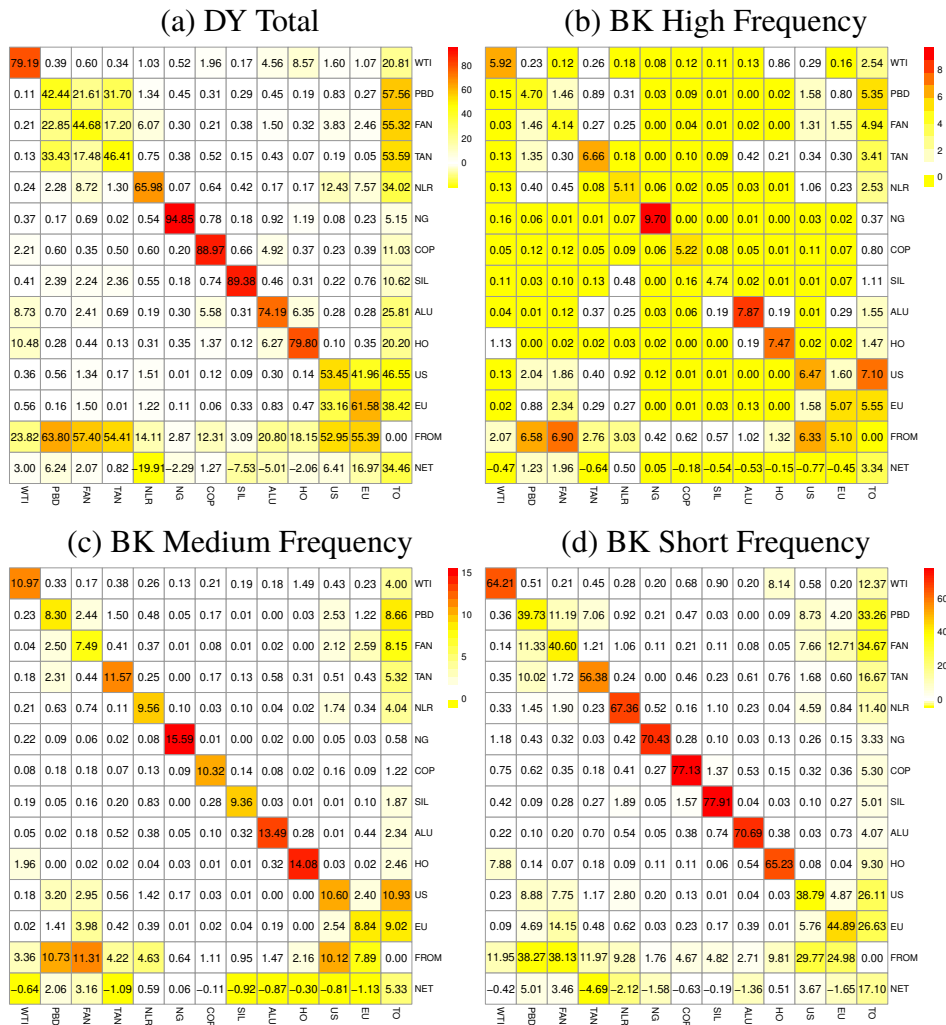 (a) DY Total
79.19 0.39 0.60 0.34 1.03 0.52 1.96 0.17 4.56 8.57 1.60 1.07 20.81 WTI
0.11 42.44 21.61 31.70 1.34 0.45 0.31 0.29 0.45 0.19 0.83 0.27 57.56 PBD
0.21 22.85 44.68 17.20 6.07 0.30 0.21 0.38 1.50 0.32 3.83 2.46 55.32 FAN
0.13 33.43 17.48 46.41 0.75 0.38 0.52 0.15 0.43 0.07 0.19 0.05 53.59 TAN
0.24 2.28 8.72 1.30 65.98 0.07 0.64 0.42 0.17 0.17 12.43 7.57 34.02 NLR
0.37 0.17 0.69 0.02 0.54 94.85 0.78 0.18 0.92 1.19 0.08 0.23 5.15 NG
2.21 0.60 0.35 0.50 0.60 0.20 88.97 0.66 4.92 0.37 0.23 0.39 11.03 COP
0.41 2.39 2.24 2.36 0.55 0.18 0.74 89.38 0.46 0.31 0.22 0.76 10.62 SIL
8.73 0.70 2.41 0.69 0.19 0.30 5.58 0.31 74.19 6.35 0.28 0.28 25.81 ALU
10.48 0.28 0.44 0.13 0.31 0.35 1.37 0.12 6.27 79.80 0.10 0.35 20.20 HO
0.36 0.56 1.34 0.17 1.51 0.01 0.12 0.09 0.30 0.14 53.45 41.96 46.55 US
0.56 0.16 1.50 0.01 1.22 0.11 0.06 0.33 0.83 0.47 33.16 61.58 38.42 EU
23.82 63.80 57.40 54.41 14.11 2.87 12.31 3.09 20.80 18.15 52.95 55.39 0.00 FROM
3.00 6.24 2.07 0.82 −19.91 −2.29 1.27 −7.53 −5.01 −2.06 6.41 16.97 34.46 NET
WTI PBD FAN TAN NLR NG COP SIL ALU HO US EU TO
80
60
40
20
0
(b) BK High Frequency
5.92 0.23 0.12 0.26 0.18 0.08 0.12 0.11 0.13 0.86 0.29 0.16 2.54 WTI
0.15 4.70 1.46 0.89 0.31 0.03 0.09 0.01 0.00 0.02 1.58 0.80 5.35 PBD
0.03 1.46 4.14 0.27 0.25 0.00 0.04 0.01 0.02 0.00 1.31 1.55 4.94 FAN
0.13 1.35 0.30 6.66 0.18 0.00 0.10 0.09 0.42 0.21 0.34 0.30 3.41 TAN
0.13 0.40 0.45 0.08 5.11 0.05 0.02 0.06 0.03 0.01 1.06 0.23 2.53 NLR
0.16 0.06 0.01 0.01 0.07 9.70 0.00 0.00 0.01 0.00 0.03 0.02 0.37 NG
0.05 0.12 0.12 0.05 0.09 0.06 5.22 0.08 0.05 0.01 0.11 0.07 0.80 COP
0.11 0.03 0.10 0.13 0.48 0.00 0.16 4.74 0.02 0.01 0.01 0.07 1.11 SIL
0.04 0.01 0.12 0.37 0.25 0.03 0.06 0.19 7.87 0.19 0.01 0.29 1.55 ALU
1.13 0.00 0.02 0.02 0.03 0.02 0.01 0.00 0.19 7.47 0.02 0.02 1.47 HO
0.13 2.04 1.86 0.40 0.92 0.12 0.01 0.01 0.00 0.00 6.47 1.60 7.10 US
0.02 0.88 2.34 0.29 0.27 0.00 0.01 0.01 0.03 0.13 0.00 1.58 5.07 5.55 EU
2.07 6.58 6.90 2.76 3.03 0.42 0.62 0.57 1.02 1.32 6.33 5.10 0.00 FROM
−0.47 1.23 1.96 −0.64 0.50 0.05 −0.18 −0.54 −0.53 −0.15 −0.77 −0.45 3.34 NET
WTI PBD FAN TAN NLR NG COP SIL ALU HO US EU TO
8
6
4
2
0
(c) BK Medium Frequency
10.97 0.33 0.17 0.38 0.26 0.13 0.21 0.19 0.18 1.49 0.43 0.23 4.00 WTI
0.23 8.30 2.44 1.50 0.48 0.05 0.17 0.01 0.00 0.03 2.53 1.22 8.66 PBD
0.04 2.50 7.49 0.41 0.37 0.01 0.08 0.01 0.02 0.00 2.12 2.59 8.15 FAN
0.18 2.31 0.44 11.57 0.25 0.00 0.17 0.13 0.58 0.31 0.51 0.43 5.32 TAN
0.21 0.63 0.74 0.11 9.56 0.10 0.03 0.10 0.04 0.02 1.74 0.34 4.04 NLR
0.22 0.09 0.06 0.02 0.08 15.59 0.01 0.00 0.02 0.00 0.05 0.03 0.58 NG
0.08 0.18 0.18 0.07 0.13 0.09 10.32 0.14 0.08 0.02 0.16 0.09 1.22 COP
0.19 0.05 0.16 0.20 0.83 0.00 0.28 9.36 0.03 0.01 0.01 0.10 1.87 SIL
0.05 0.02 0.18 0.52 0.38 0.05 0.10 0.32 13.49 0.28 0.01 0.44 2.34 ALU
1.96 0.00 0.02 0.02 0.04 0.03 0.01 0.01 0.32 14.08 0.03 0.02 2.46 HO
0.18 3.20 2.95 0.56 1.42 0.17 0.03 0.01 0.00 0.01 10.60 2.40 10.93 US
0.02 1.41 3.98 0.42 0.39 0.01 0.02 0.04 0.19 0.00 2.54 8.84 9.02 EU
3.36 10.73 11.31 4.22 4.63 0.64 1.11 0.95 1.47 2.16 10.12 7.89 0.00 FROM
−0.64 2.06 3.16 −1.09 0.59 0.06 −0.11 −0.92 −0.87 −0.30 −0.81 −1.13 5.33 NET
WTI PBD FAN TAN NLR NG COP SIL ALU HO US EU TO
15
10
5
0
(d) BK Short Frequency
64.21 0.51 0.21 0.45 0.28 0.20 0.68 0.90 0.20 8.14 0.58 0.20 12.37 WTI
0.36 39.73 11.19 7.06 0.92 0.21 0.47 0.03 0.00 0.09 8.73 4.20 33.26 PBD
0.14 11.33 40.60 1.21 1.06 0.11 0.21 0.08 0.11 0.05 7.66 12.71 34.67 FAN
0.35 10.02 1.72 56.38 0.24 0.00 0.46 0.23 0.61 0.76 1.68 0.60 16.67 TAN
0.33 1.45 1.90 0.23 67.36 0.52 0.16 1.10 0.23 0.04 4.59 0.84 11.40 NLR
1.18 0.43 0.32 0.03 0.42 70.43 0.28 0.10 0.03 0.13 0.26 0.15 3.33 NG
0.75 0.62 0.35 0.18 0.41 0.27 77.13 1.37 0.53 0.15 0.32 0.36 5.30 COP
0.42 0.09 0.28 0.27 1.89 0.05 1.57 77.91 0.04 0.03 0.10 0.27 5.01 SIL
0.22 0.10 0.20 0.70 0.54 0.05 0.38 0.74 70.69 0.38 0.03 0.73 4.07 ALU
7.88 0.14 0.07 0.18 0.09 0.11 0.11 0.06 0.54 65.23 0.08 0.04 9.30 HO
0.23 8.88 7.75 1.17 2.80 0.20 0.13 0.01 0.04 0.03 38.79 4.87 26.11 US
0.09 4.69 14.15 0.48 0.62 0.03 0.23 0.17 0.39 0.01 5.76 44.89 26.63 EU
11.95 38.27 38.13 11.97 9.28 1.76 4.67 4.82 2.71 9.81 29.77 24.98 0.00 FROM
−0.42 5.01 3.46 −4.69 −2.12 −1.58 −0.63 −0.19 −1.36 0.51 3.67 −1.65 17.10 NET
WTI PBD FAN TAN NLR NG COP SIL ALU HO US EU TO
60
40
20
0